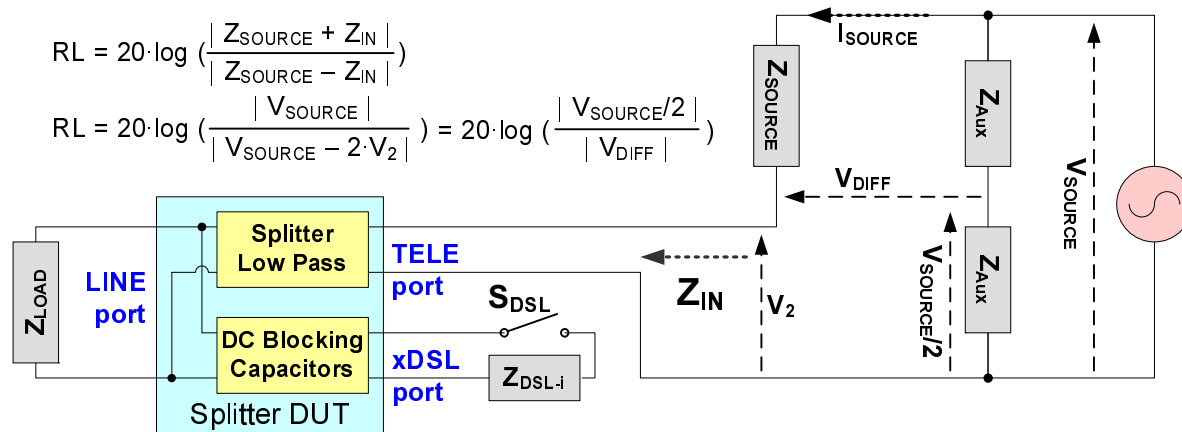 RL = 20·log (| Z_SOURCE + Z_IN | / | Z_SOURCE − Z_IN |)
RL = 20·log (| V_SOURCE | / | V_SOURCE − 2·V_2 |) = 20·log (| V_SOURCE/2 | / | V_DIFF |)
I_SOURCE
Z_SOURCE
Z_Aux
V_DIFF
V_SOURCE
Z_Aux
V_SOURCE/2
Z_IN
V_2
Z_LOAD
LINE
port
Splitter
Low Pass
TELE
port
DC Blocking
Capacitors
xDSL
port
S_DSL
Z_DSL-i
Splitter DUT